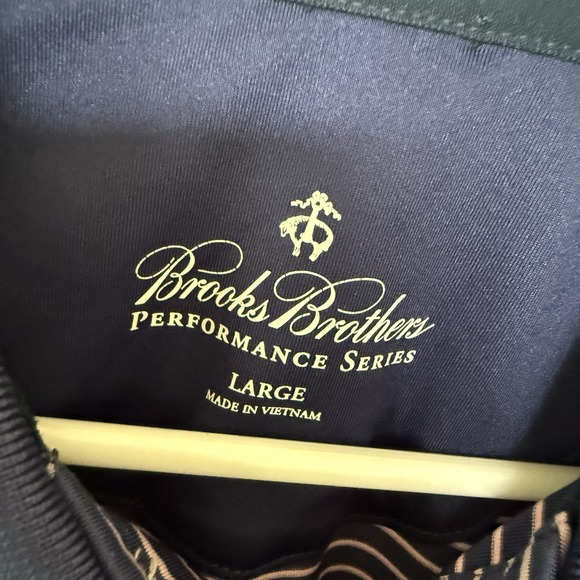 Brooks Brothers
PERFORMANCE SERIES
LARGE
MADE IN VIETNAM